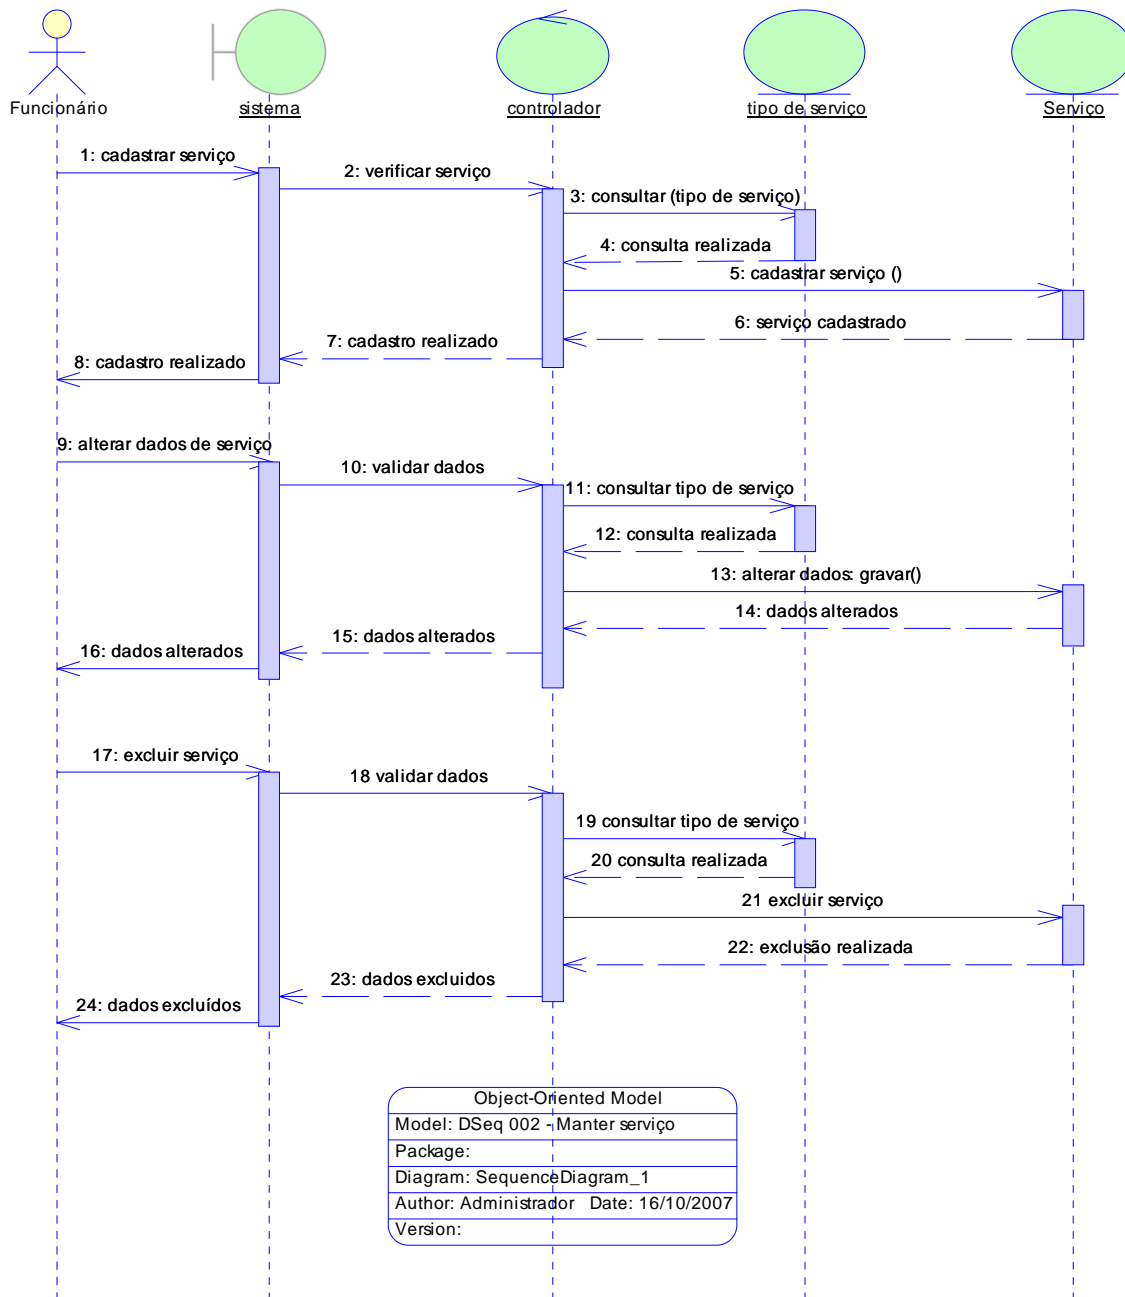 Funcionário
sistema
controlador
tipo de serviço
Serviço
1: cadastrar serviço
2: verificar serviço
3: consultar (tipo de serviço)
4: consulta realizada
5: cadastrar serviço ()
6: serviço cadastrado
7: cadastro realizado
8: cadastro realizado
9: alterar dados de serviço
10: validar dados
11: consultar tipo de serviço
12: consulta realizada
13: alterar dados: gravar()
14: dados alterados
15: dados alterados
16: dados alterados
17: excluir serviço
18 validar dados
19 consultar tipo de serviço
20 consulta realizada
21 excluir serviço
22: exclusão realizada
23: dados excluidos
24: dados excluídos
Object-Oriented Model
Model: DSeq 002 - Manter serviço
Package:
Diagram: SequenceDiagram_1
Author: Administrador Date: 16/10/2007
Version: